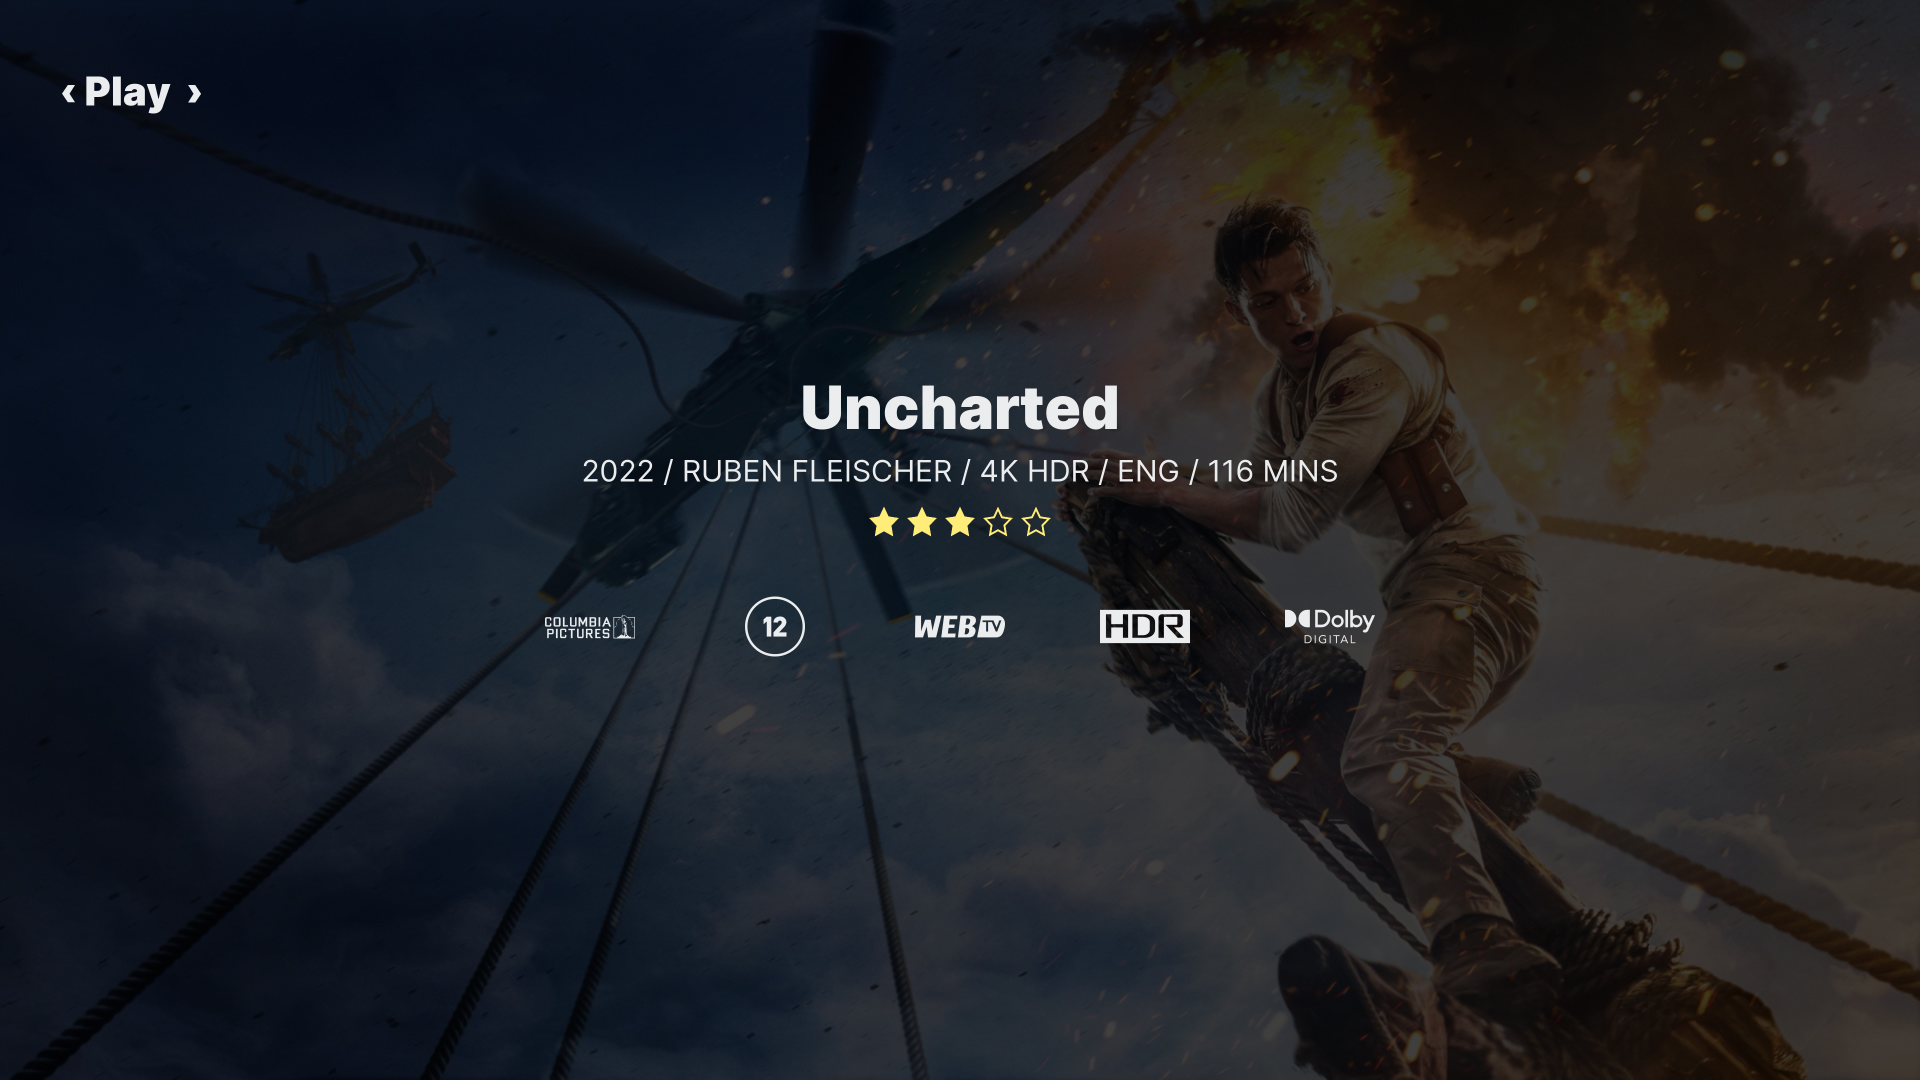 ‹ Play ›
Uncharted
2022 / RUBEN FLEISCHER / 4K HDR / ENG / 116 MINS
COLUMBIA PICTURES
12
WEB TV
HDR
Dolby DIGITAL